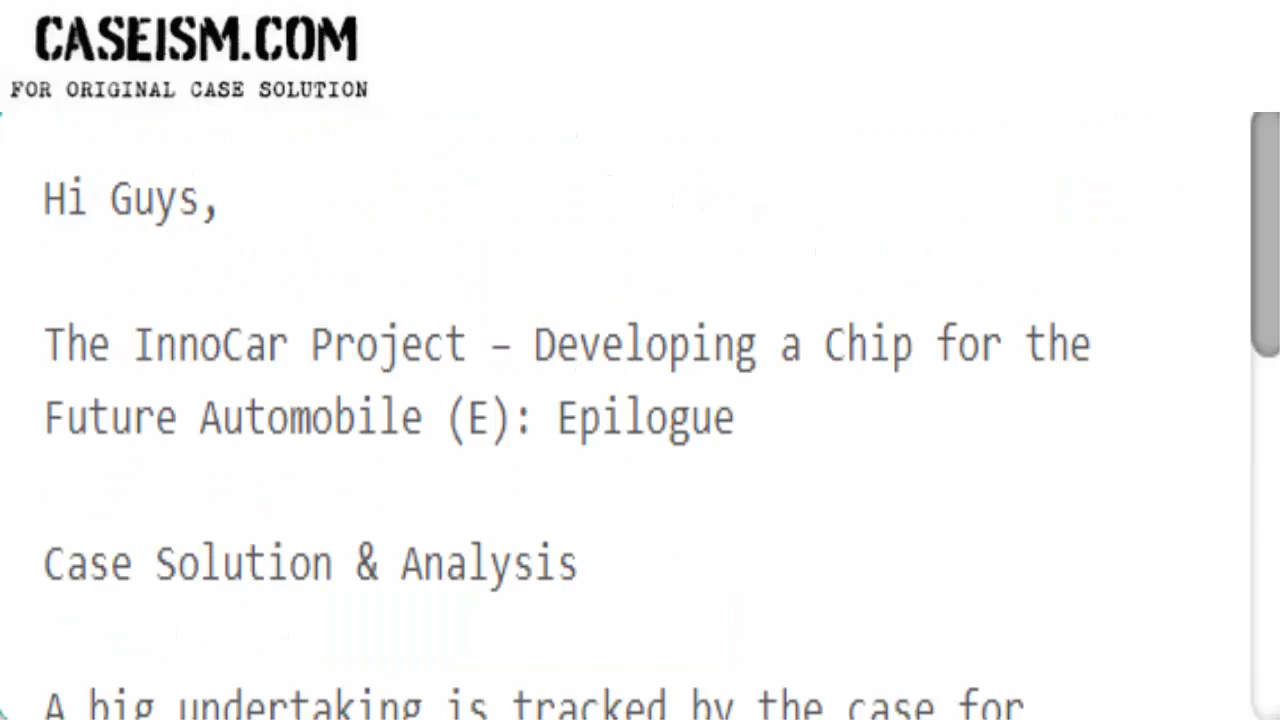 CASEISM.COM
FOR ORIGINAL CASE SOLUTION
Hi Guys,
The InnoCar Project – Developing a Chip for the
Future Automobile (E): Epilogue
Case Solution & Analysis
A big undertaking is tracked by the case for